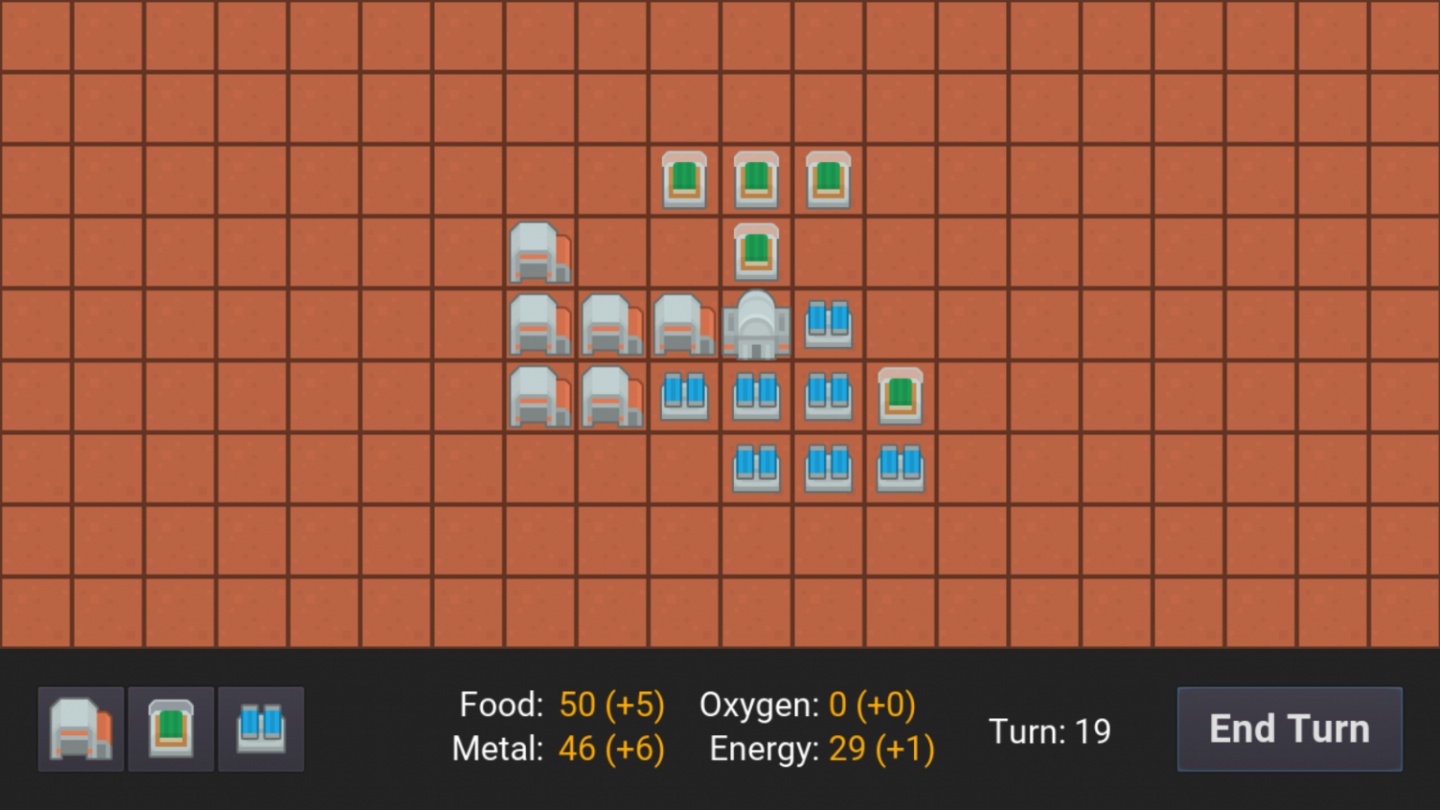 Food: 50 (+5) Oxygen: 0 (+0)
Metal: 46 (+6) Energy: 29 (+1)
Turn: 19
End Turn